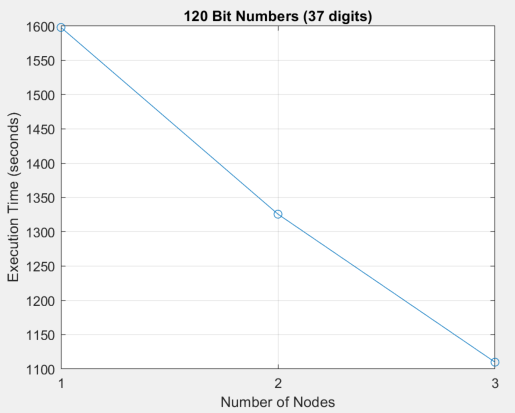 120 Bit Numbers (37 digits)
1600
1550
1500
1450
1400
1350
1300
1250
1200
1150
1100
Execution Time (seconds)
1 2 3
Number of Nodes